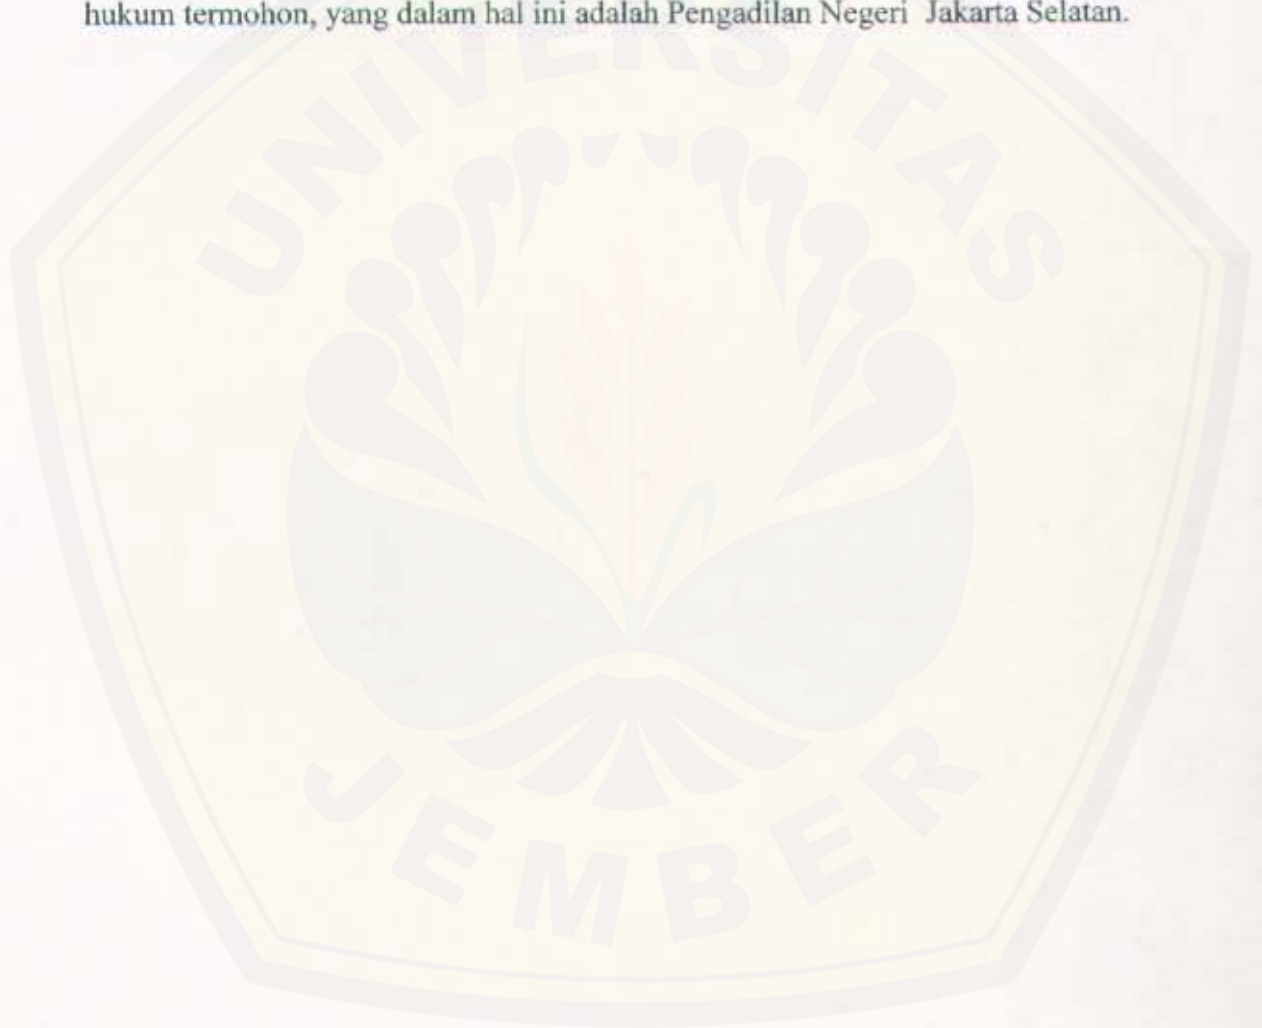 hukum termohon, yang dalam hal ini adalah Pengadilan Negeri Jakarta Selatan.
UNIVERSITAS
JEMBER